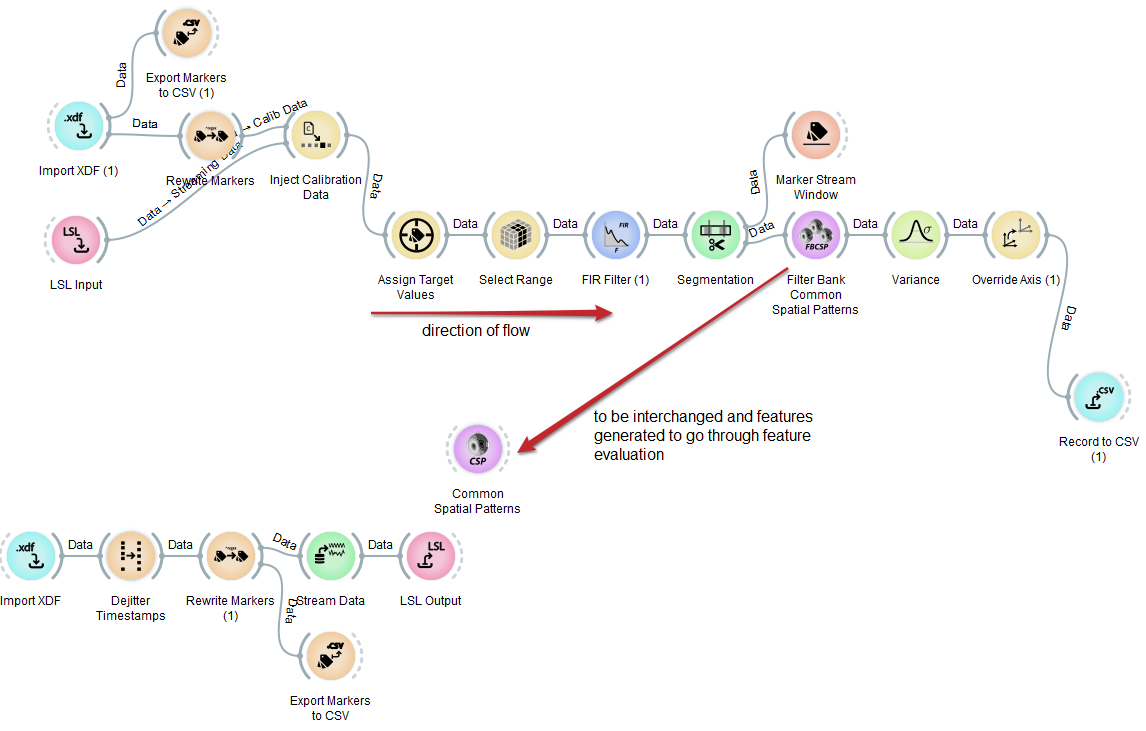 .CSV
Export Markers
to CSV (1)
Data
.xdf
Data
Import XDF (1)
Rewrite Markers
→ Calib Data
Data → Streaming Data
C
Inject Calibration
Data
LSL
LSL Input
Data
Data
Marker Stream
Window
Assign Target
Values
Data
Select Range
Data
FIR
F
FIR Filter (1)
Data
Segmentation
Data
FBCSP
Filter Bank
Common
Spatial Patterns
Data
σ
Variance
Data
Override Axis (1)
Data
direction of flow
CSV
Record to CSV
(1)
to be interchanged and features
generated to go through feature
evaluation
CSP
Common
Spatial Patterns
.xdf
Import XDF
Data
Dejitter
Timestamps
Data
Rewrite Markers
(1)
Data
Stream Data
Data
LSL
LSL Output
Data
.CSV
Export Markers
to CSV